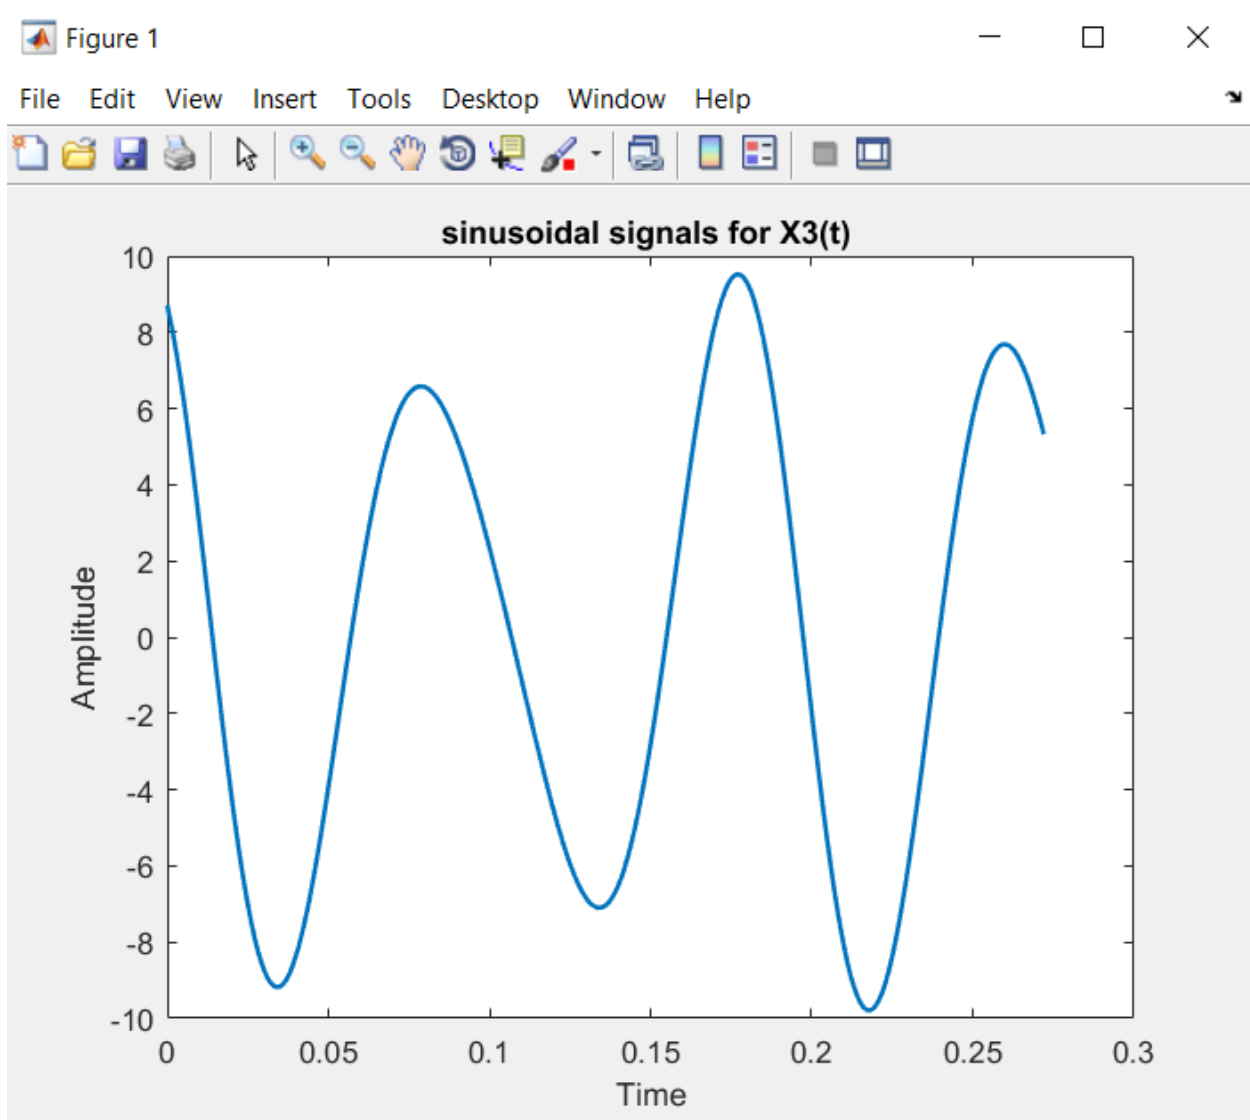 Figure 1
File Edit View Insert Tools Desktop Window Help
sinusoidal signals for X3(t)
10
8
6
4
2
0
-2
-4
-6
-8
-10
Amplitude
0 0.05 0.1 0.15 0.2 0.25 0.3
Time